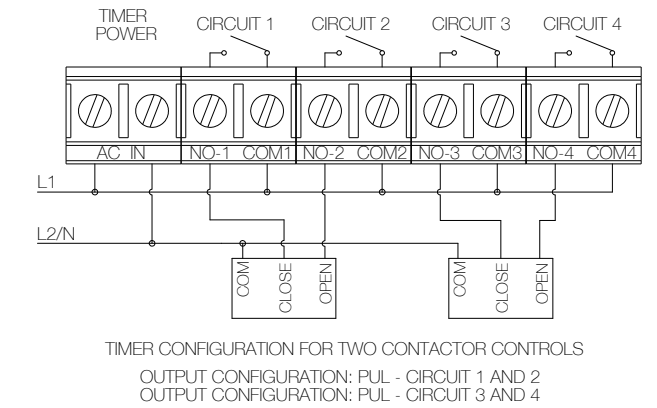 TIMER
POWER
CIRCUIT 1
CIRCUIT 2
CIRCUIT 3
CIRCUIT 4
AC IN
NO-1
COM1
NO-2
COM2
NO-3
COM3
NO-4
COM4
L1
L2/N
COM
CLOSE
OPEN
COM
CLOSE
OPEN
TIMER CONFIGURATION FOR TWO CONTACTOR CONTROLS
OUTPUT CONFIGURATION: PUL - CIRCUIT 1 AND 2
OUTPUT CONFIGURATION: PUL - CIRCUIT 3 AND 4